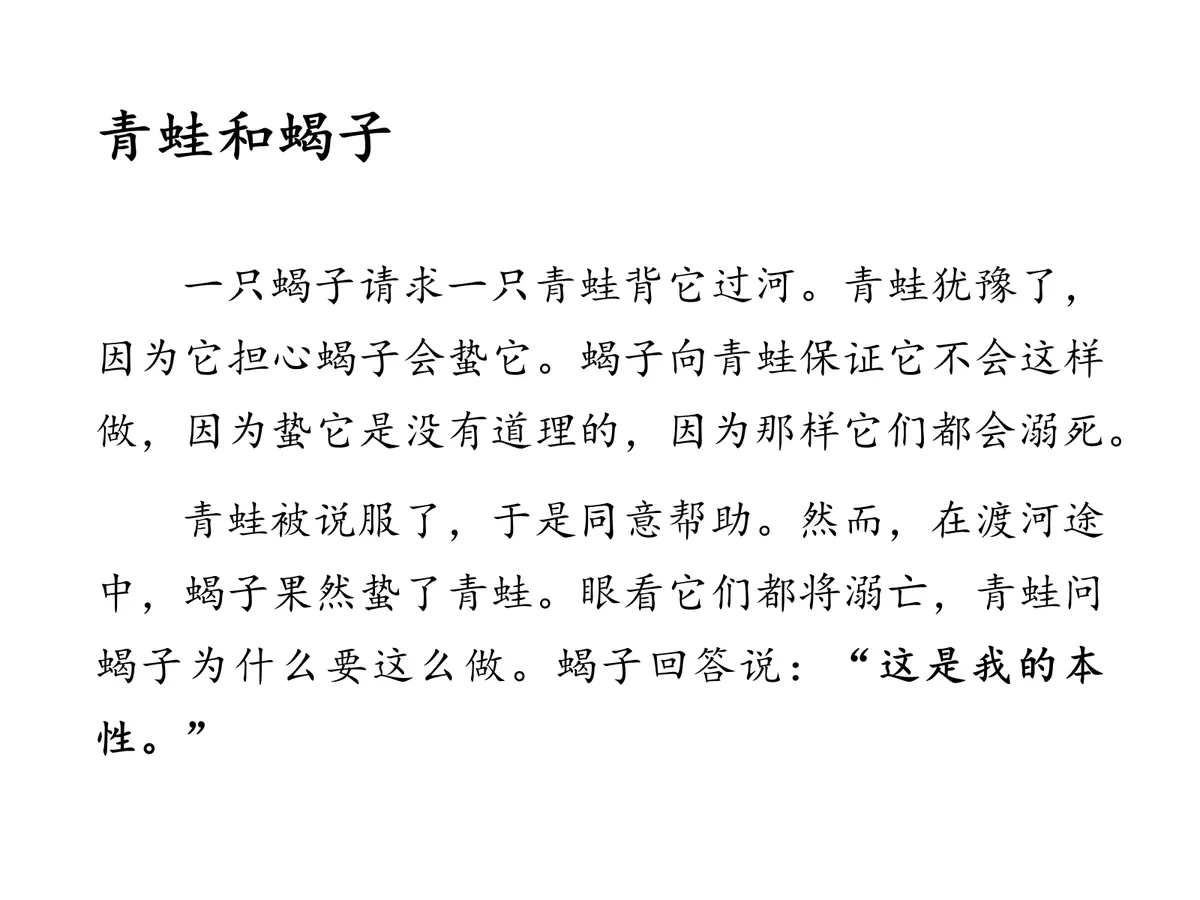 青蛙和蝎子
一只蝎子请求一只青蛙背它过河。青蛙犹豫了，
因为它担心蝎子会蛰它。蝎子向青蛙保证它不会这样
做，因为蛰它是没有道理的，因为那样它们都会溺死。
青蛙被说服了，于是同意帮助。然而，在渡河途
中，蝎子果然蛰了青蛙。眼看它们都将溺亡，青蛙问
蝎子为什么要这么做。蝎子回答说：“这是我的本
性。”